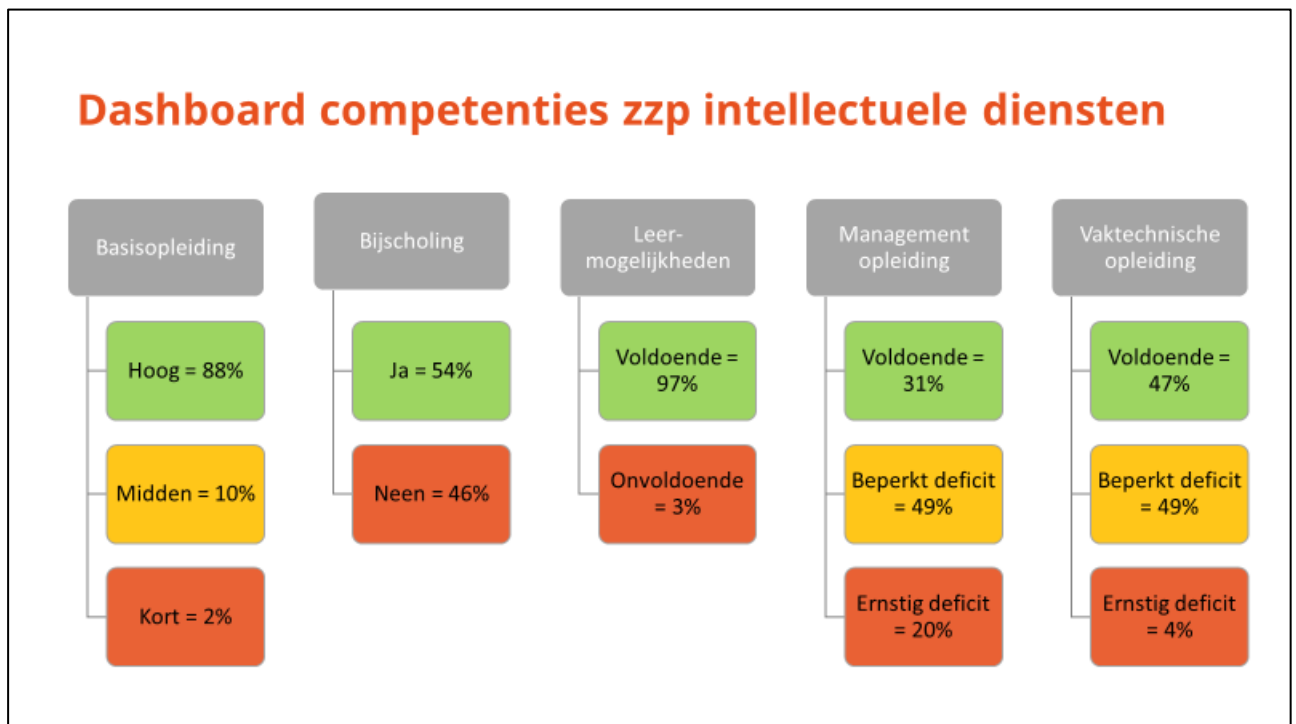 Dashboard competenties zzp intellectuele diensten
Basisopleiding
Hoog = 88%
Midden = 10%
Kort = 2%
Bijscholing
Ja = 54%
Neen = 46%
Leer-
mogelijkheden
Voldoende =
97%
Onvoldoende
= 3%
Management
opleiding
Voldoende =
31%
Beperkt deficit
= 49%
Ernstig deficit
= 20%
Vaktechnische
opleiding
Voldoende =
47%
Beperkt deficit
= 49%
Ernstig deficit
= 4%